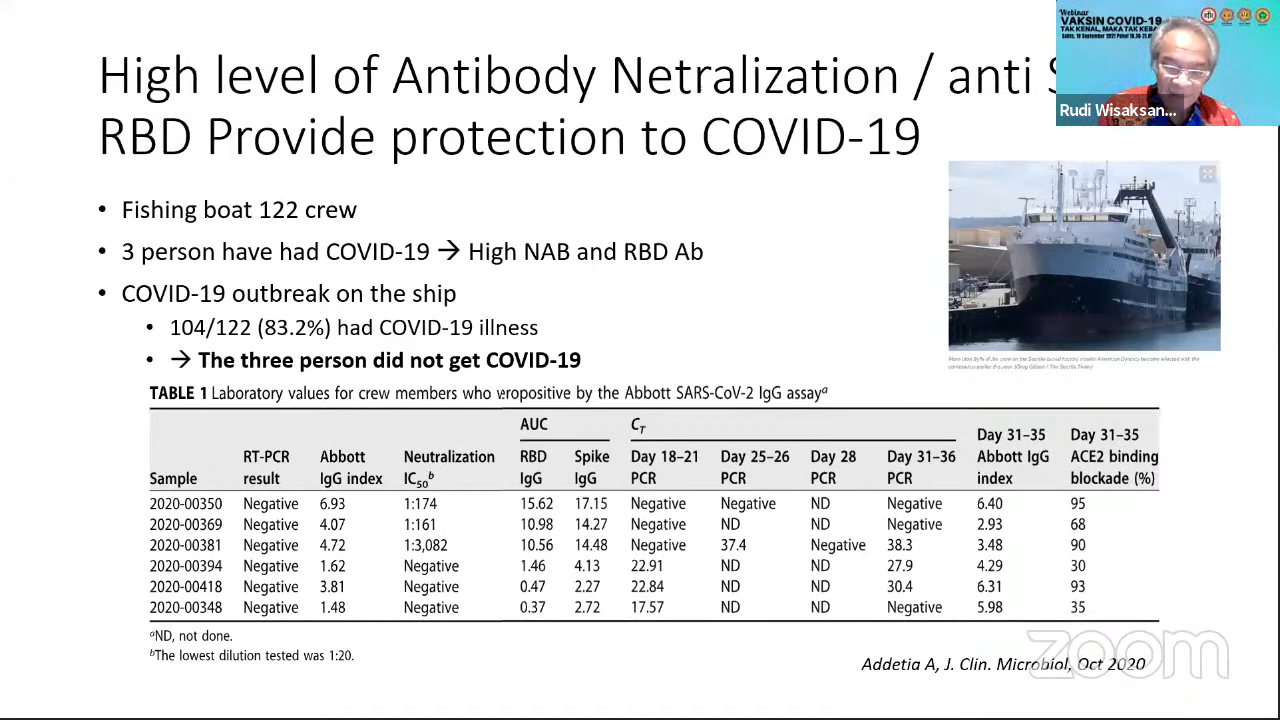 Webinar
VAKSIN COVID-19
TAK KENAL, MAKA TAK KEBA
High level of Antibody Netralization / anti S
RBD Provide protection to COVID-19
Rudi Wisaksan...
• Fishing boat 122 crew
• 3 person have had COVID-19 → High NAB and RBD Ab
• COVID-19 outbreak on the ship
• 104/122 (83.2%) had COVID-19 illness
• → The three person did not get COVID-19
TABLE 1 Laboratory values for crew members who were seropositive by the Abbott SARS-CoV-2 IgG assayᵃ
AUC C_T
Sample RT-PCR result Abbott IgG index Neutralization IC₅₀ᵇ RBD IgG Spike IgG Day 18–21 PCR Day 25–26 PCR Day 28 PCR Day 31–36 PCR Day 31–35 Abbott IgG index Day 31–35 ACE2 binding blockade (%)
2020-00350 Negative 6.93 1:174 15.62 17.15 Negative Negative ND Negative 6.40 95
2020-00369 Negative 4.07 1:161 10.98 14.27 Negative ND ND Negative 2.93 68
2020-00381 Negative 4.72 1:3,082 10.56 14.48 Negative 37.4 Negative 38.3 3.48 90
2020-00394 Negative 1.62 Negative 1.46 4.13 22.91 ND ND 27.9 4.29 30
2020-00418 Negative 3.81 Negative 0.47 2.27 22.84 ND ND 30.4 6.31 93
2020-00348 Negative 1.48 Negative 0.37 2.72 17.57 ND ND Negative 5.98 35
ᵃND, not done.
ᵇThe lowest dilution tested was 1:20.
Addetia A, J. Clin. Microbiol, Oct 2020
zoom